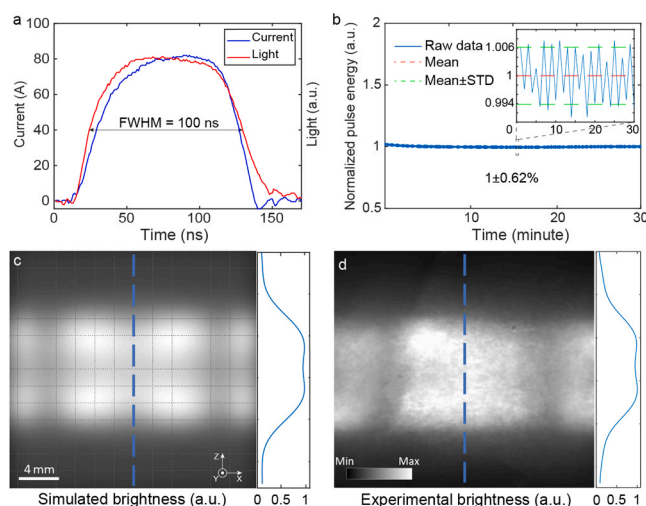 a
100
80
60
40
20
0
Current (A)
Current
Light
FWHM = 100 ns
Light (a.u.)
0 50 100 150
Time (ns)
b
2
1.5
1
0.5
Normalized pulse energy (a.u.)
Raw data
Mean
Mean±STD
1.006
1
0.994
0 10 20 30
1±0.62%
10 20 30
Time (minute)
c
4 mm
Z
Y X
Simulated brightness (a.u.)
0 0.5 1
d
Min Max
Experimental brightness (a.u.)
0 0.5 1